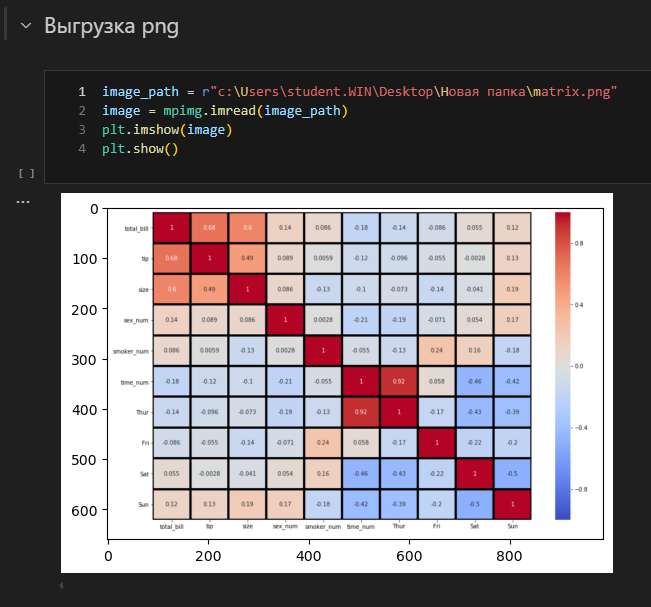 Выгрузка png
1 image_path = r"c:\Users\student.WIN\Desktop\Новая папка\matrix.png"
2 image = mpimg.imread(image_path)
3 plt.imshow(image)
4 plt.show()
[ ]
...
0
total_bill 1 0.68 0.6 0.14 0.086 -0.18 -0.14 -0.086 0.055 0.12
0.8
100
tip 0.68 1 0.49 0.089 0.0059 -0.12 -0.096 -0.055 -0.0028 0.13
size 0.6 0.49 1 0.086 -0.13 -0.1 -0.073 -0.14 -0.041 0.19
0.4
200
sex_num 0.14 0.089 0.086 1 0.0028 -0.21 -0.19 -0.071 0.054 0.17
300
smoker_num 0.086 0.0059 -0.13 0.0028 1 -0.055 -0.13 0.24 0.16 -0.18
0.0
time_num -0.18 -0.12 -0.1 -0.21 -0.055 1 0.92 0.058 -0.46 -0.42
400
Thur -0.14 -0.096 -0.073 -0.19 -0.13 0.92 1 -0.17 -0.43 -0.39
-0.4
Fri -0.086 -0.055 -0.14 -0.071 0.24 0.058 -0.17 1 -0.22 -0.2
500
Sat 0.055 -0.0028 -0.041 0.054 0.16 -0.46 -0.43 -0.22 1 -0.5
-0.8
600
Sun 0.12 0.13 0.19 0.17 -0.18 -0.42 -0.39 -0.2 -0.5 1
total_bill tip size sex_num smoker_num time_num Thur Fri Sat Sun
0 200 400 600 800